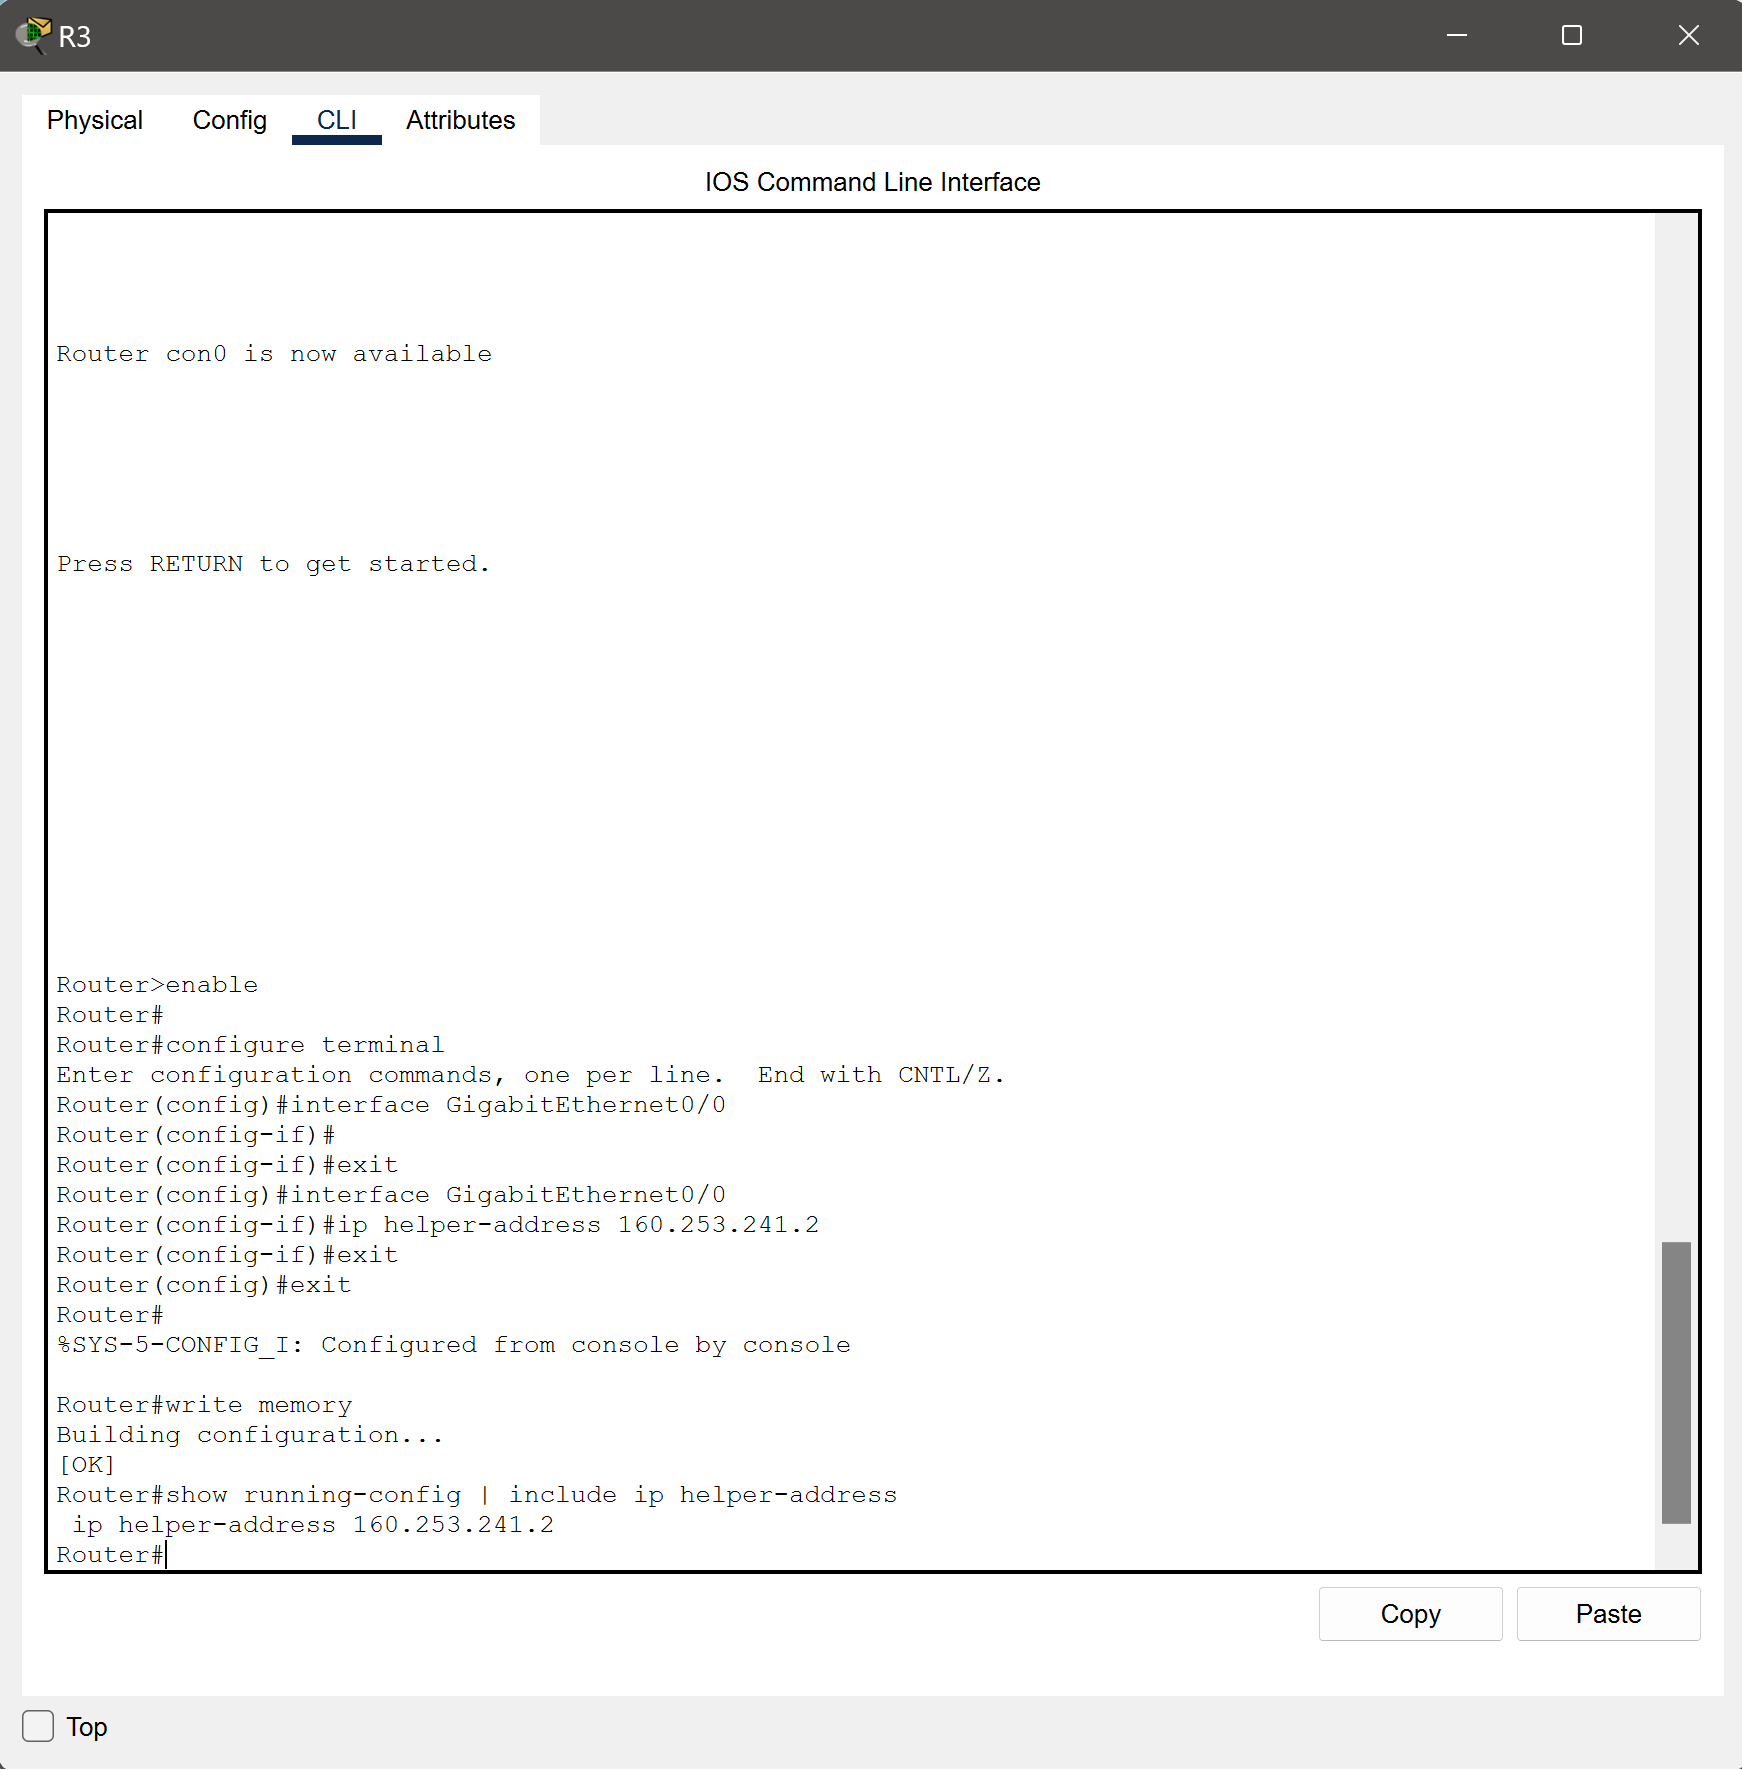 R3
Physical Config CLI Attributes
IOS Command Line Interface
Router con0 is now available
Press RETURN to get started.
Router>enable
Router#
Router#configure terminal
Enter configuration commands, one per line.  End with CNTL/Z.
Router(config)#interface GigabitEthernet0/0
Router(config-if)#
Router(config-if)#exit
Router(config)#interface GigabitEthernet0/0
Router(config-if)#ip helper-address 160.253.241.2
Router(config-if)#exit
Router(config)#exit
Router#
%SYS-5-CONFIG_I: Configured from console by console
Router#write memory
Building configuration...
[OK]
Router#show running-config | include ip helper-address
 ip helper-address 160.253.241.2
Router#
Copy Paste
Top